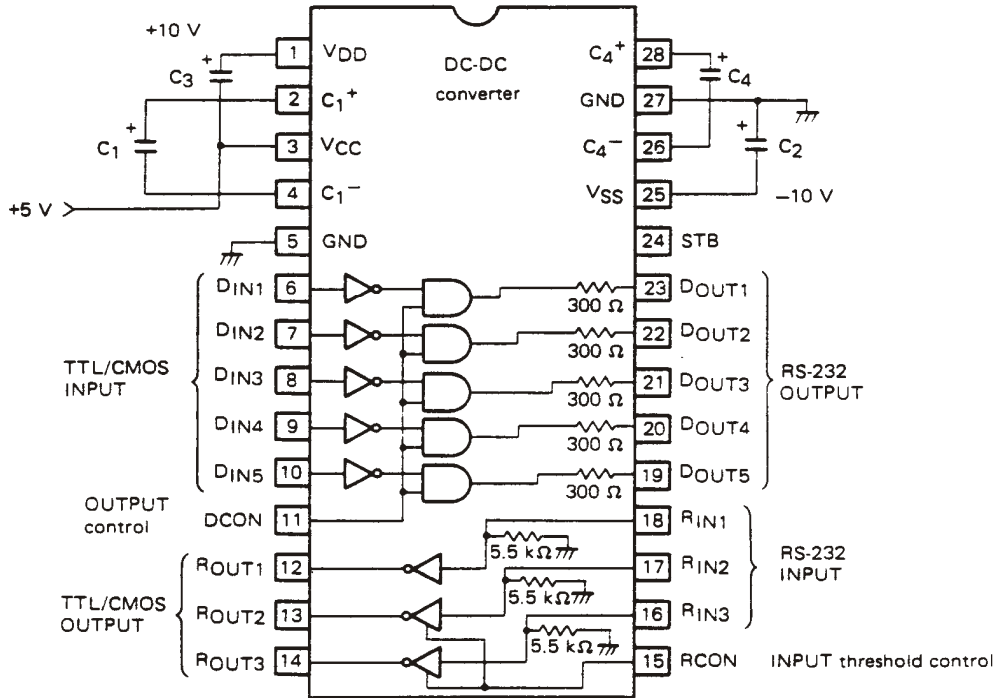 +10 V
+
C3
+
C1
+5 V
1 VDD
2 C1+
3 VCC
4 C1−
5 GND
DC-DC
converter
C4+ 28
GND 27
C4− 26
VSS 25
24 STB
+
C4
+
C2
−10 V
TTL/CMOS
INPUT
DIN1 6
DIN2 7
DIN3 8
DIN4 9
DIN5 10
300 Ω
300 Ω
300 Ω
300 Ω
300 Ω
23 DOUT1
22 DOUT2
21 DOUT3
20 DOUT4
19 DOUT5
RS-232
OUTPUT
OUTPUT
control
DCON 11
TTL/CMOS
OUTPUT
ROUT1 12
ROUT2 13
ROUT3 14
5.5 kΩ
5.5 kΩ
5.5 kΩ
18 RIN1
17 RIN2
16 RIN3
RS-232
INPUT
15 RCON INPUT threshold control